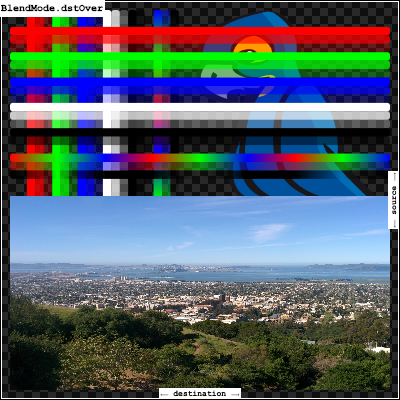 BlendMode.dstOver
← source →
← destination →